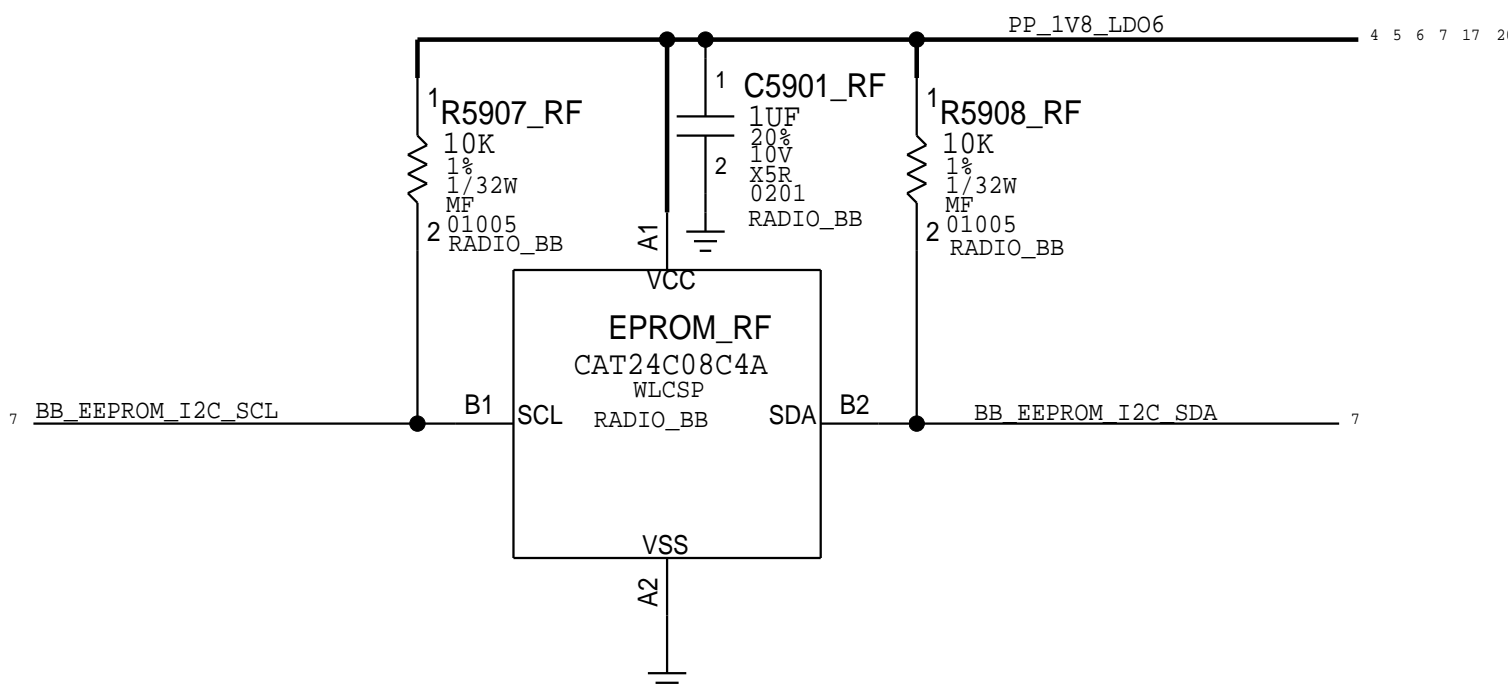 PP_1V8_LDO6
4 5 6 7 17
1
R5907_RF
10K
1%
1/32W
MF
01005
2
RADIO_BB
1
C5901_RF
1UF
20%
10V
X5R
0201
2
RADIO_BB
1
R5908_RF
10K
1%
1/32W
MF
01005
2
RADIO_BB
A1
VCC
EPROM_RF
CAT24C08C4A
WLCSP
RADIO_BB
7 BB_EEPROM_I2C_SCL
B1
SCL
SDA
B2
BB_EEPROM_I2C_SDA 7
VSS
A2